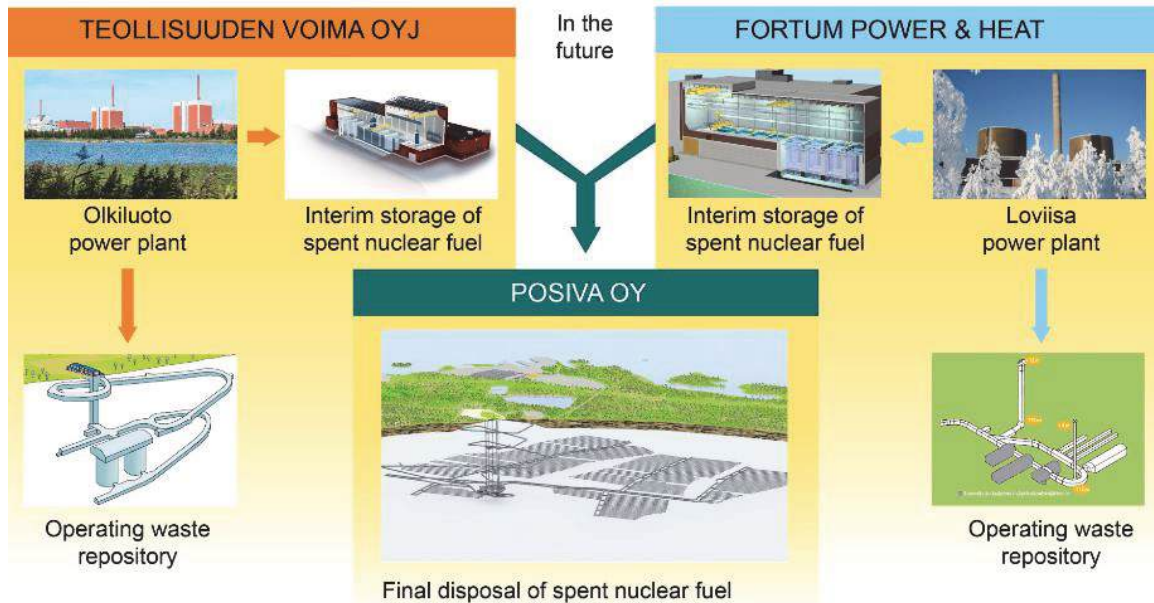 TEOLLISUUDEN VOIMA OYJ
In the
future
FORTUM POWER & HEAT
Olkiluoto
power plant
Interim storage of
spent nuclear fuel
Interim storage of
spent nuclear fuel
Loviisa
power plant
POSIVA OY
Operating waste
repository
Final disposal of spent nuclear fuel
Operating waste
repository